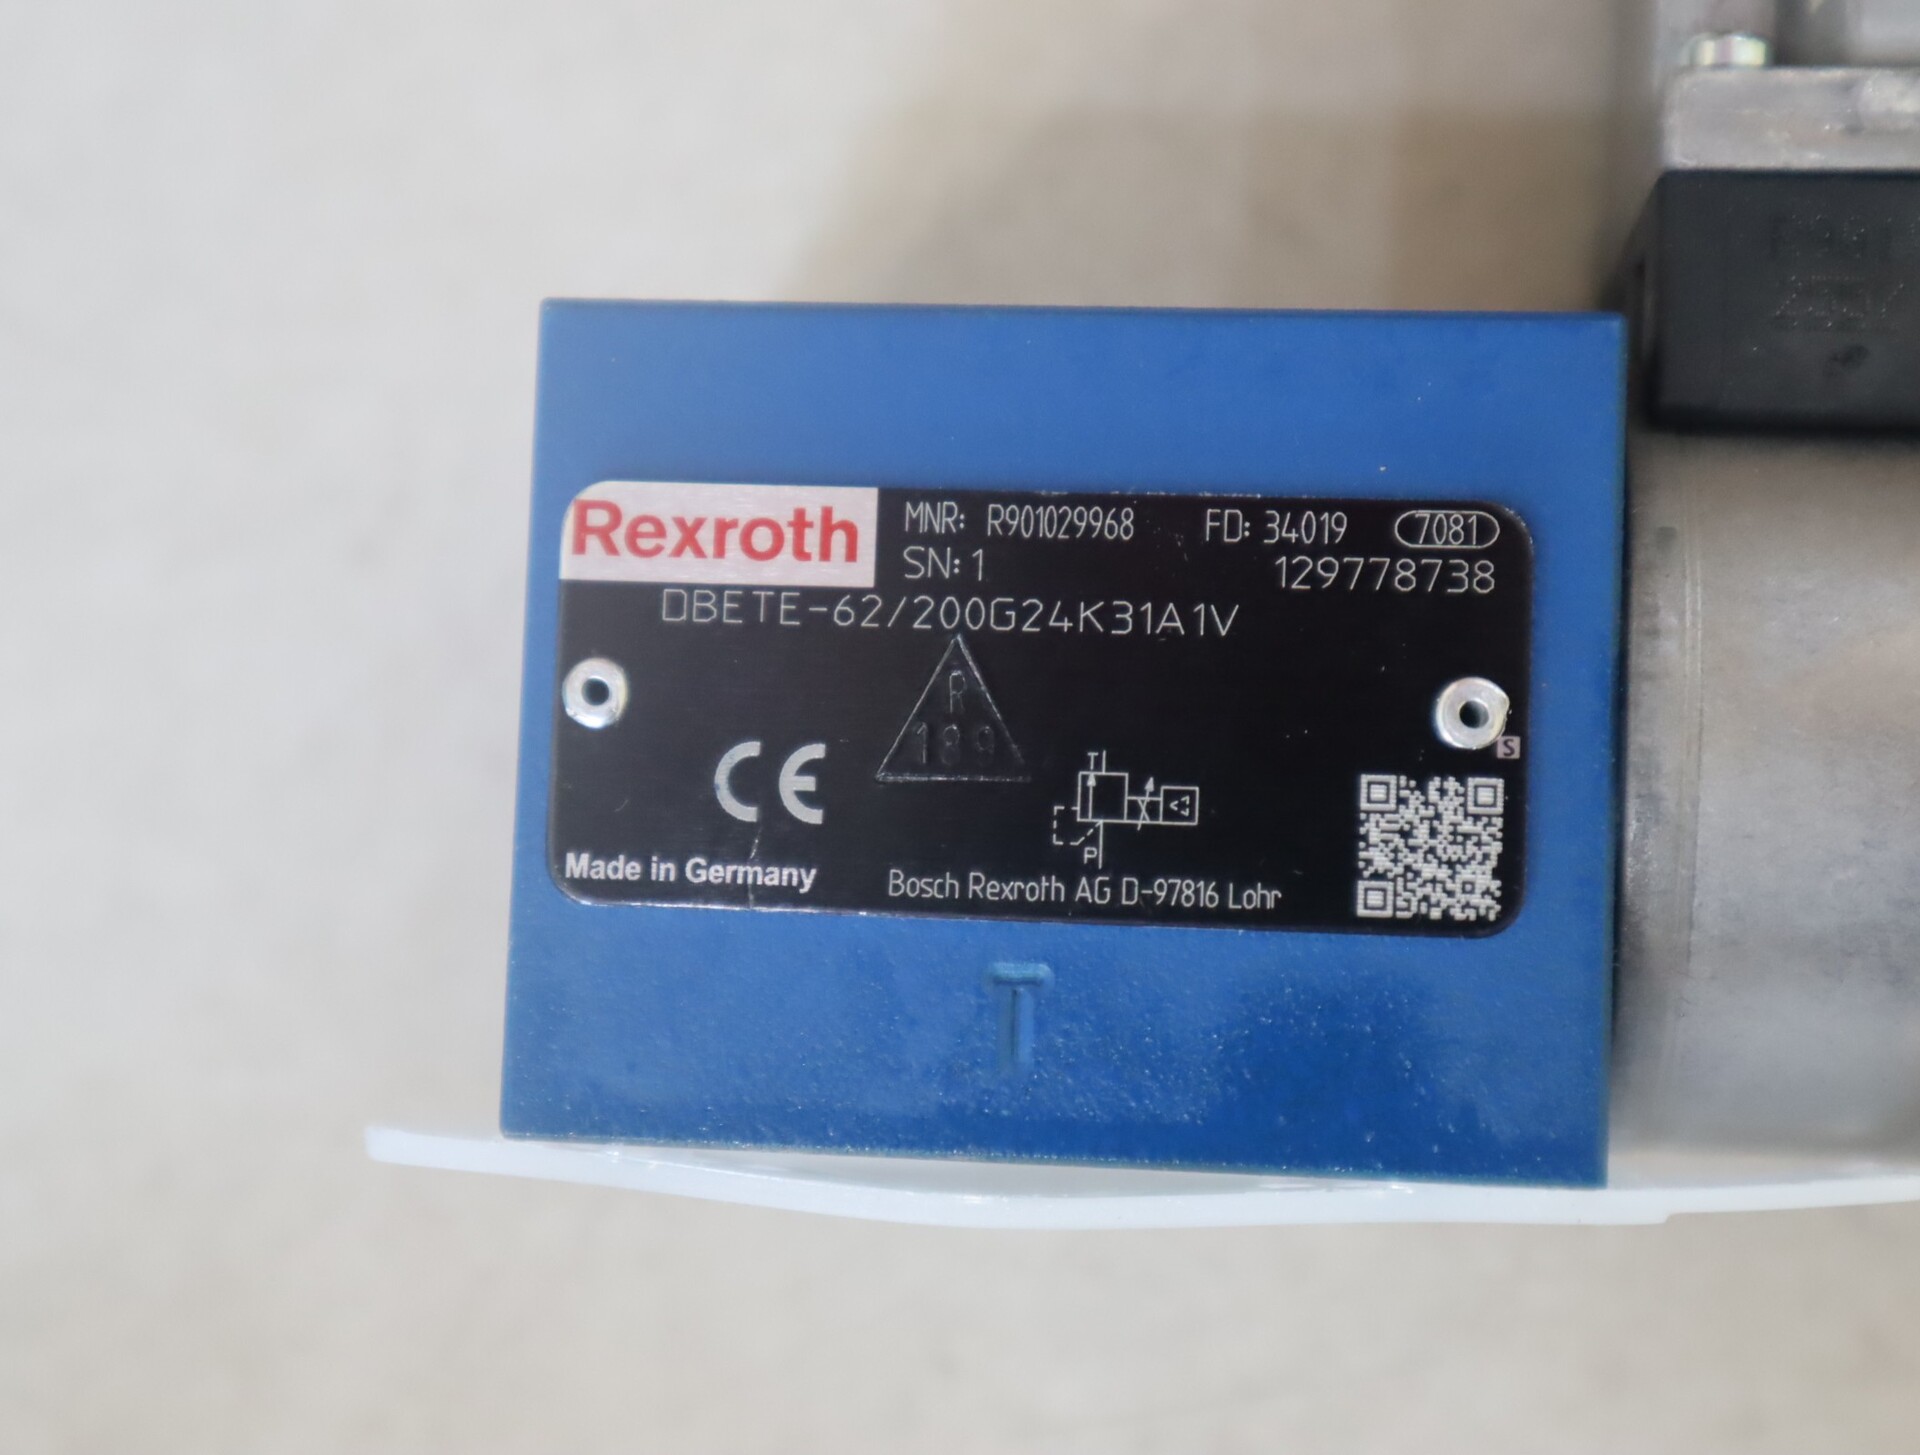 Rexroth
MNR: R901029968 FD: 34019 7081
SN: 1 129778738
DBETE-62/200G24K31A1V
R
189
S
CE
T
P
Made in Germany
Bosch Rexroth AG D-97816 Lohr
T